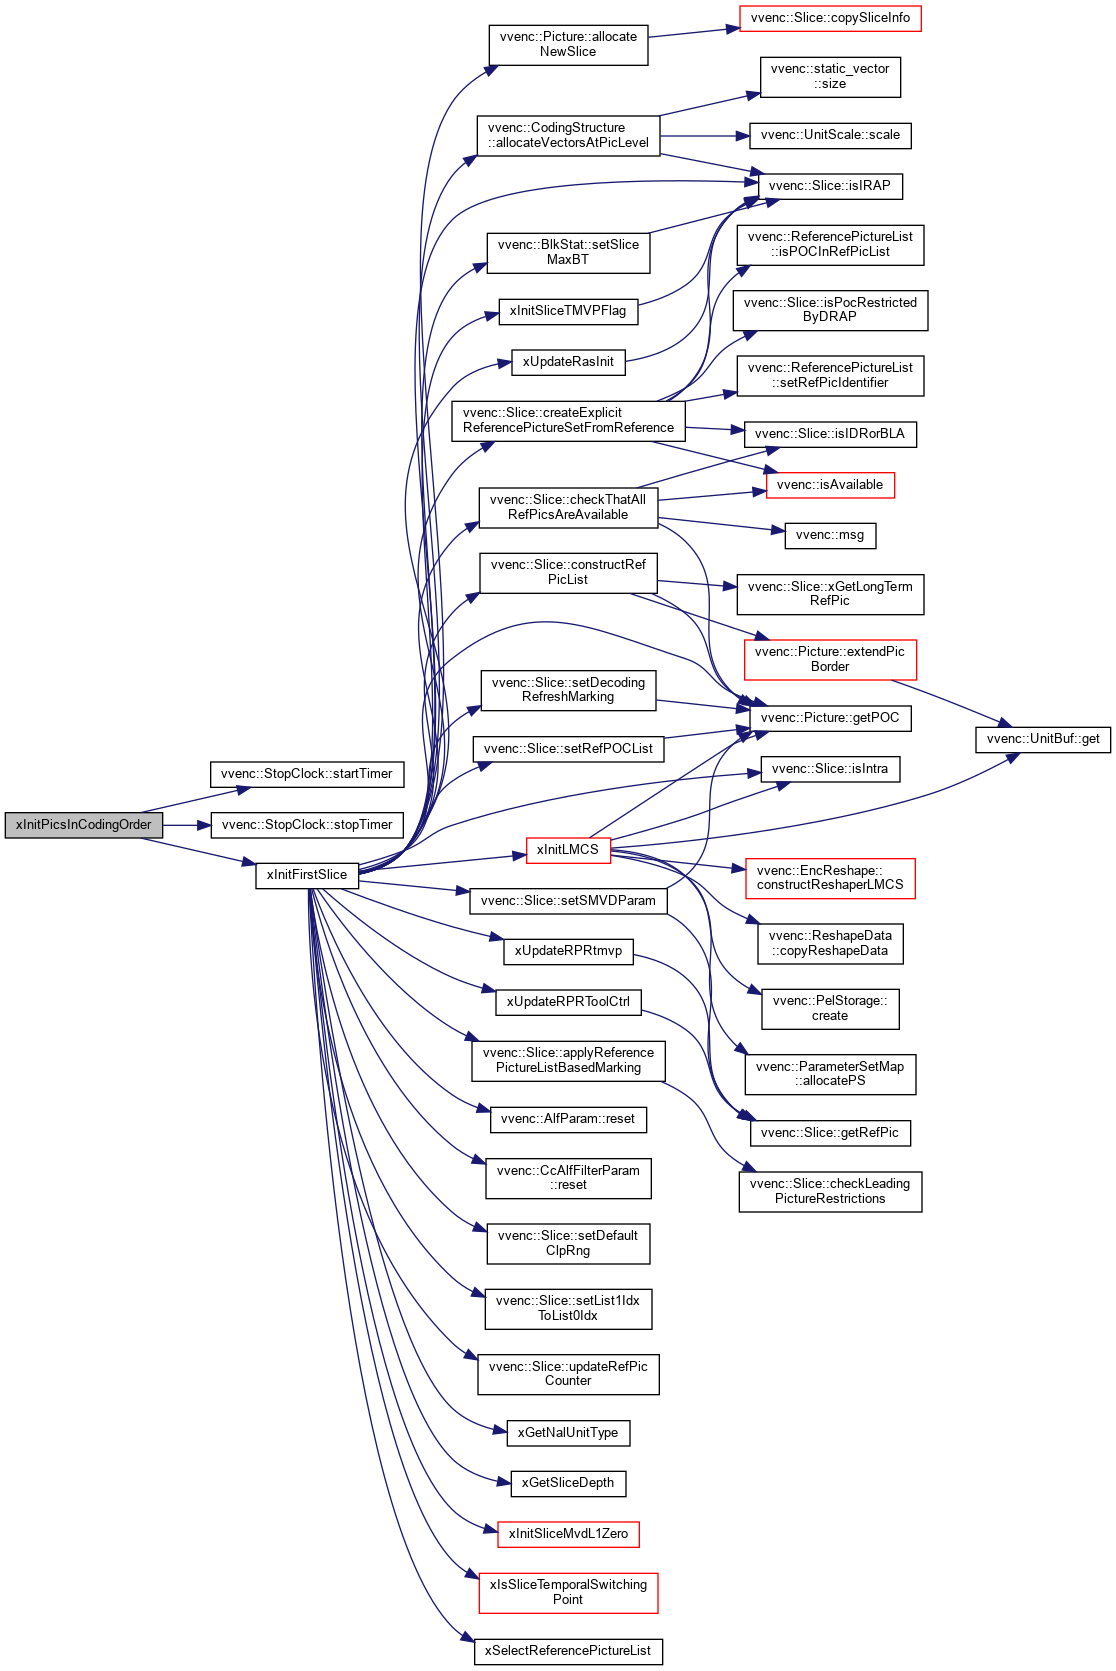 xInitPicsInCodingOrder
vvenc::StopClock::startTimer
vvenc::StopClock::stopTimer
xInitFirstSlice
vvenc::Picture::allocate
NewSlice
vvenc::CodingStructure
::allocateVectorsAtPicLevel
vvenc::BlkStat::setSlice
MaxBT
xInitSliceTMVPFlag
xUpdateRasInit
vvenc::Slice::createExplicit
ReferencePictureSetFromReference
vvenc::Slice::checkThatAll
RefPicsAreAvailable
vvenc::Slice::constructRef
PicList
vvenc::Slice::setDecoding
RefreshMarking
vvenc::Slice::setRefPOCList
xInitLMCS
vvenc::Slice::setSMVDParam
xUpdateRPRtmvp
xUpdateRPRToolCtrl
vvenc::Slice::applyReference
PictureListBasedMarking
vvenc::AlfParam::reset
vvenc::CcAlfFilterParam
::reset
vvenc::Slice::setDefault
ClpRng
vvenc::Slice::setList1Idx
ToList0Idx
vvenc::Slice::updateRefPic
Counter
xGetNalUnitType
xGetSliceDepth
xInitSliceMvdL1Zero
xIsSliceTemporalSwitching
Point
xSelectReferencePictureList
vvenc::Slice::copySliceInfo
vvenc::static_vector
::size
vvenc::UnitScale::scale
vvenc::Slice::isIRAP
vvenc::ReferencePictureList
::isPOCInRefPicList
vvenc::Slice::isPocRestricted
ByDRAP
vvenc::ReferencePictureList
::setRefPicIdentifier
vvenc::Slice::isIDRorBLA
vvenc::isAvailable
vvenc::msg
vvenc::Slice::xGetLongTerm
RefPic
vvenc::Picture::extendPic
Border
vvenc::Picture::getPOC
vvenc::Slice::isIntra
vvenc::EncReshape::
constructReshaperLMCS
vvenc::ReshapeData
::copyReshapeData
vvenc::PelStorage::
create
vvenc::ParameterSetMap
::allocatePS
vvenc::Slice::getRefPic
vvenc::Slice::checkLeading
PictureRestrictions
vvenc::UnitBuf::get